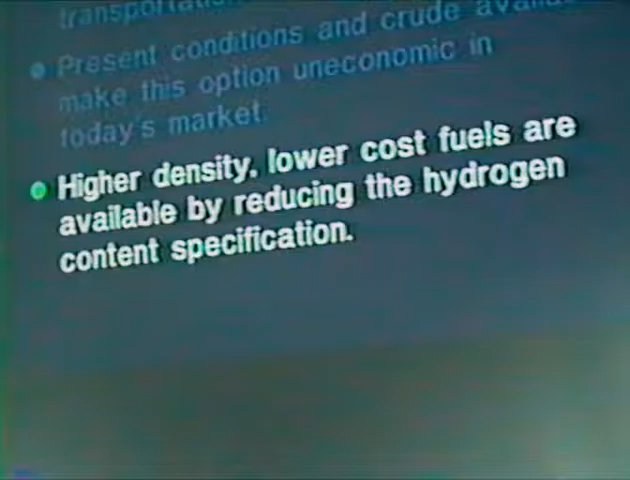 Present conditions and crude
make this option uneconomic in
today's market.
Higher density, lower cost fuels are
available by reducing the hydrogen
content specification.